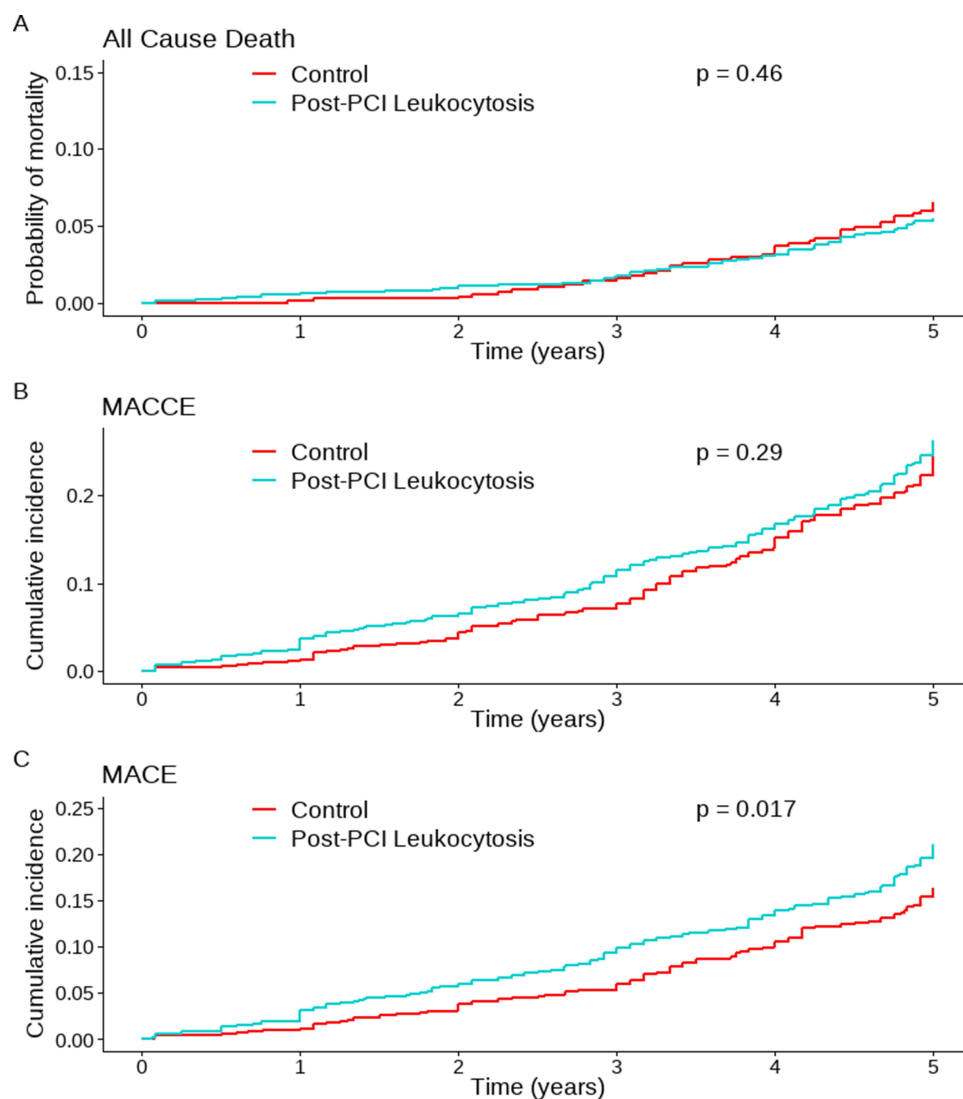 A
All Cause Death
Control
Post-PCI Leukocytosis
p = 0.46
Probability of mortality
0.15
0.10
0.05
0.00
0 1 2 3 4 5
Time (years)
B
MACCE
Control
Post-PCI Leukocytosis
p = 0.29
Cumulative incidence
0.2
0.1
0.0
0 1 2 3 4 5
Time (years)
C
MACE
Control
Post-PCI Leukocytosis
p = 0.017
Cumulative incidence
0.25
0.20
0.15
0.10
0.05
0.00
0 1 2 3 4 5
Time (years)